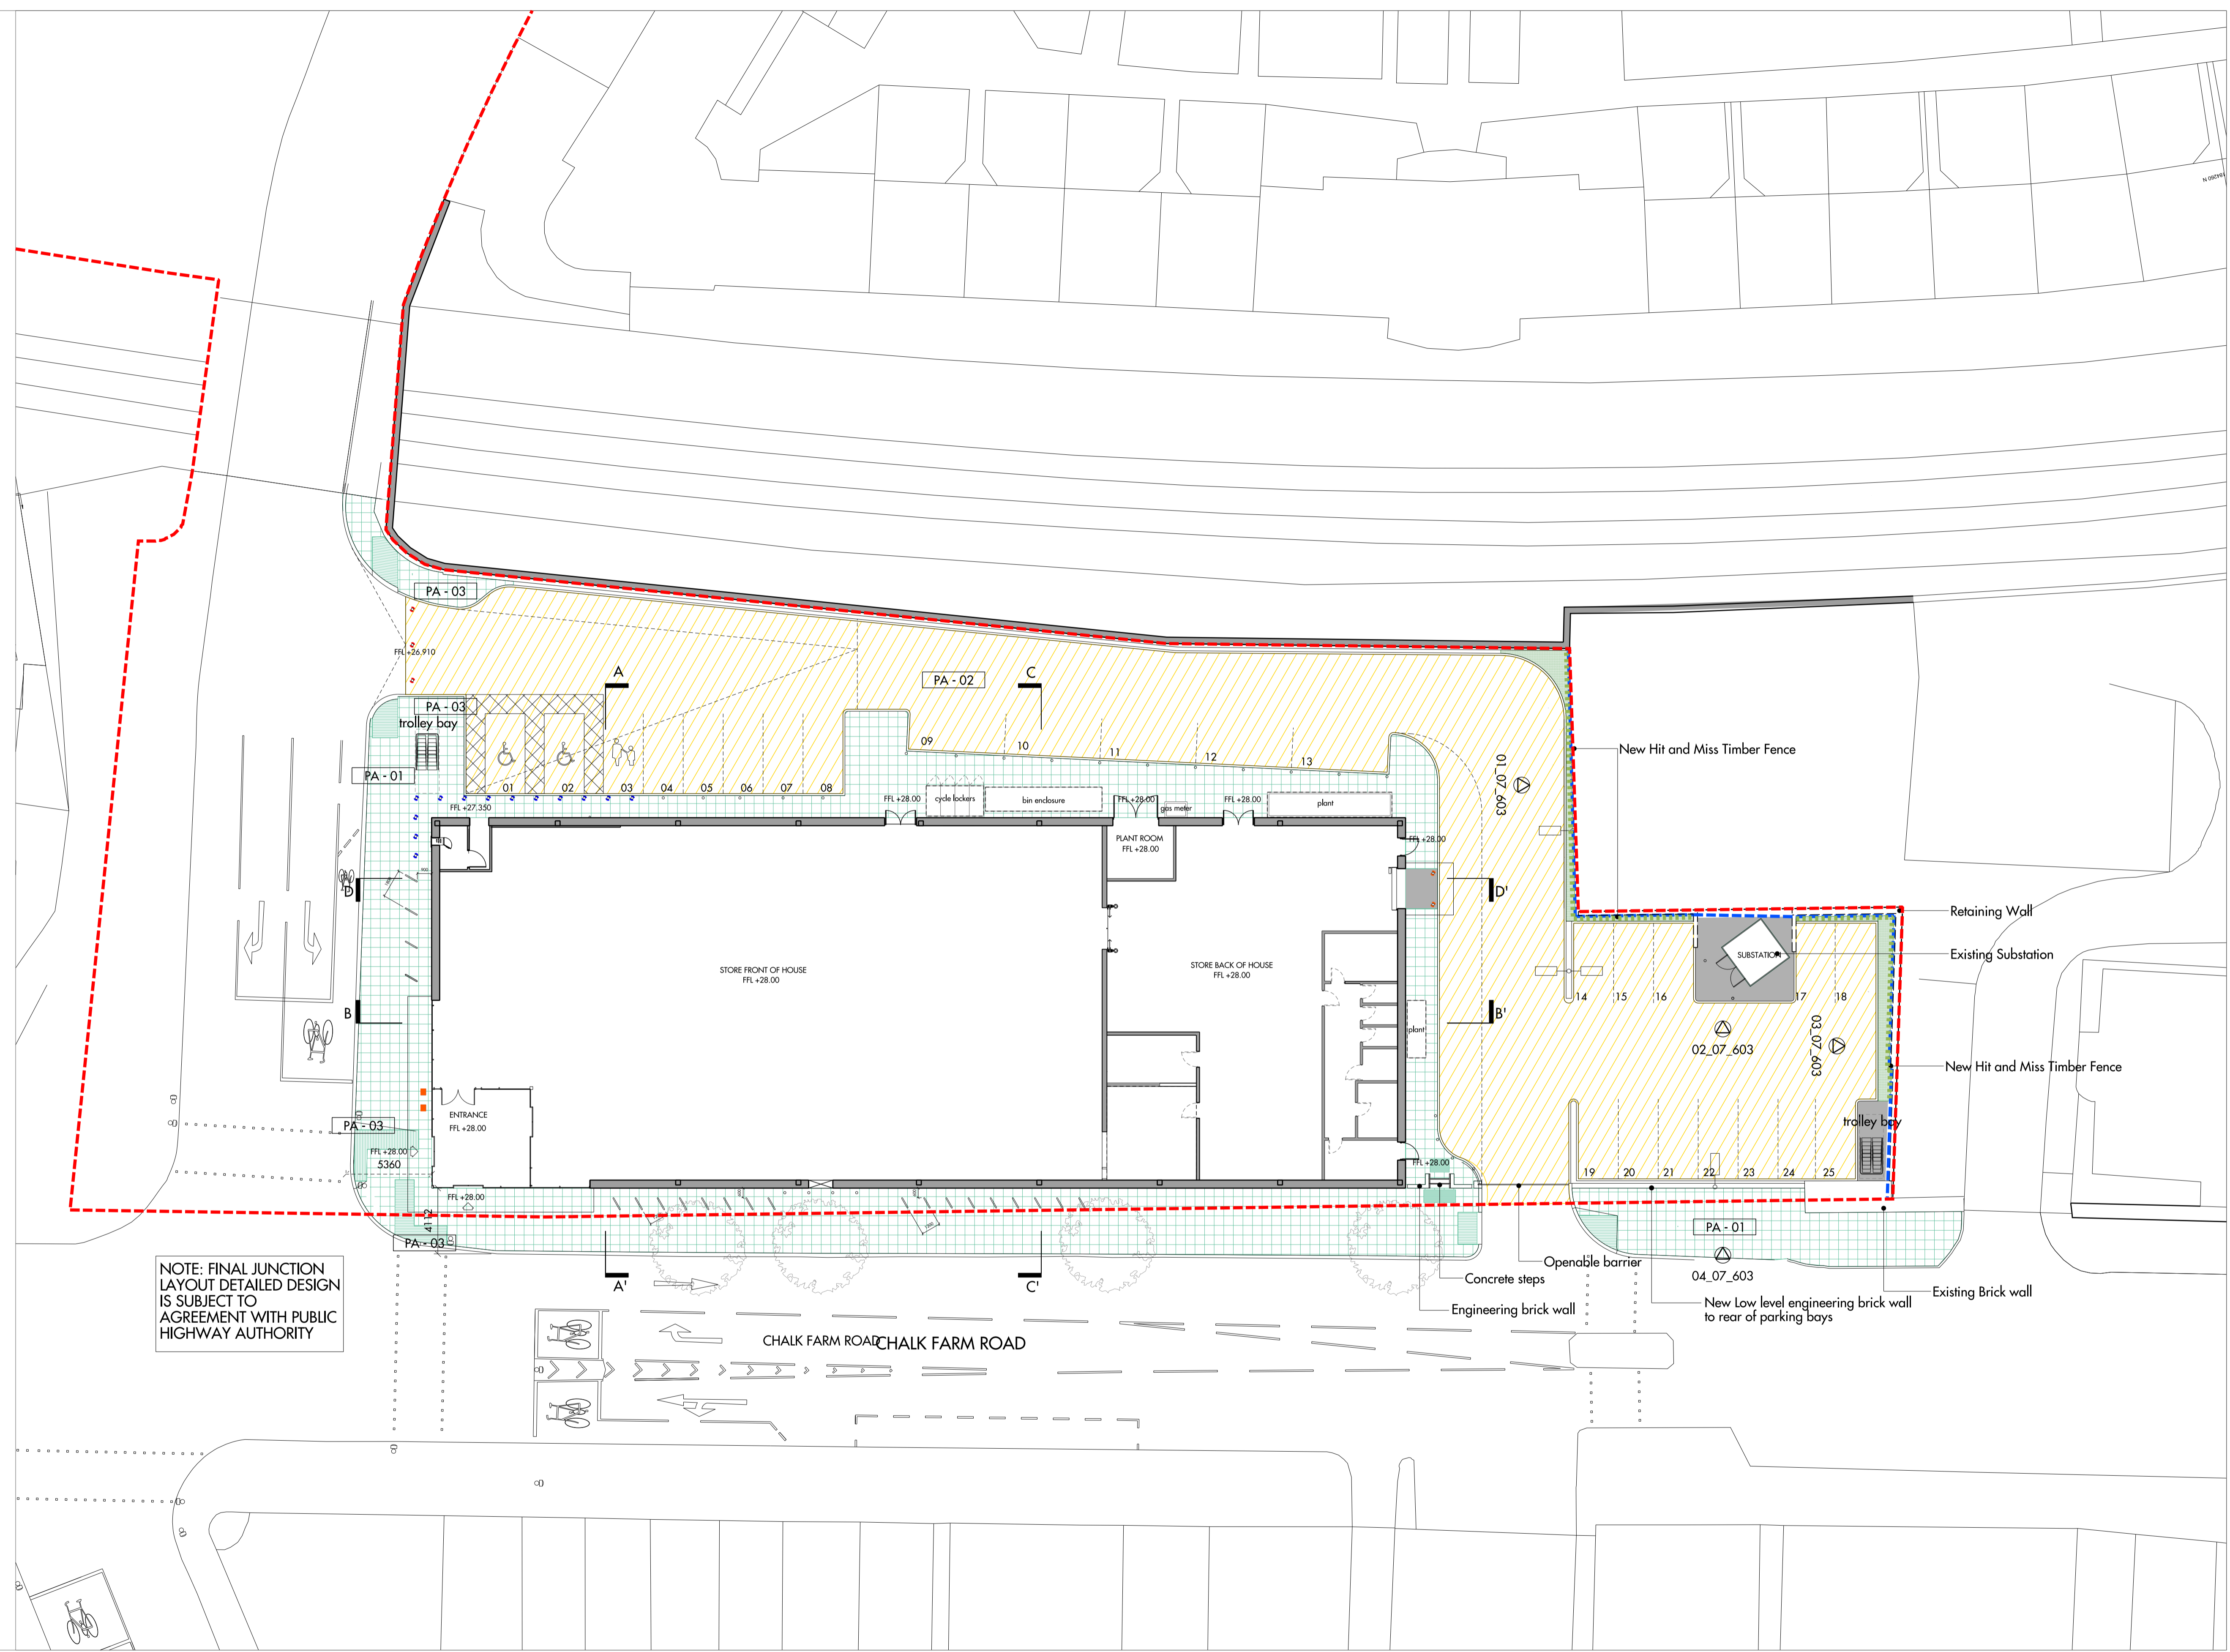 184260 N
PA - 03
FFL +26.910
A
C
PA - 02
PA - 03
trolley bay
PA - 01
01
02
03
04
05
06
07
08
09
10
11
12
13
01_07_603
New Hit and Miss Timber Fence
FFL +27.350
FFL +28.00
cycle lockers
bin enclosure
FFL +28.00
gas meter
FFL +28.00
plant
PLANT ROOM
FFL +28.00
FFL +28.00
900
D
D'
Retaining Wall
SUBSTATION
Existing Substation
STORE FRONT OF HOUSE
FFL +28.00
STORE BACK OF HOUSE
FFL +28.00
14
15
16
17
18
B
B'
plant
02_07_603
03_07_603
New Hit and Miss Timber Fence
ENTRANCE
FFL +28.00
PA - 03
FFL +28.00
5360
trolley bay
FFL +28.00
19
20
21
22
23
24
25
FFL +28.00
4112
PA - 03
PA - 01
04_07_603
A'
C'
Openable barrier
Concrete steps
Engineering brick wall
New Low level engineering brick wall
to rear of parking bays
Existing Brick wall
NOTE: FINAL JUNCTION
LAYOUT DETAILED DESIGN
IS SUBJECT TO
AGREEMENT WITH PUBLIC
HIGHWAY AUTHORITY
CHALK FARM ROAD
CHALK FARM ROAD